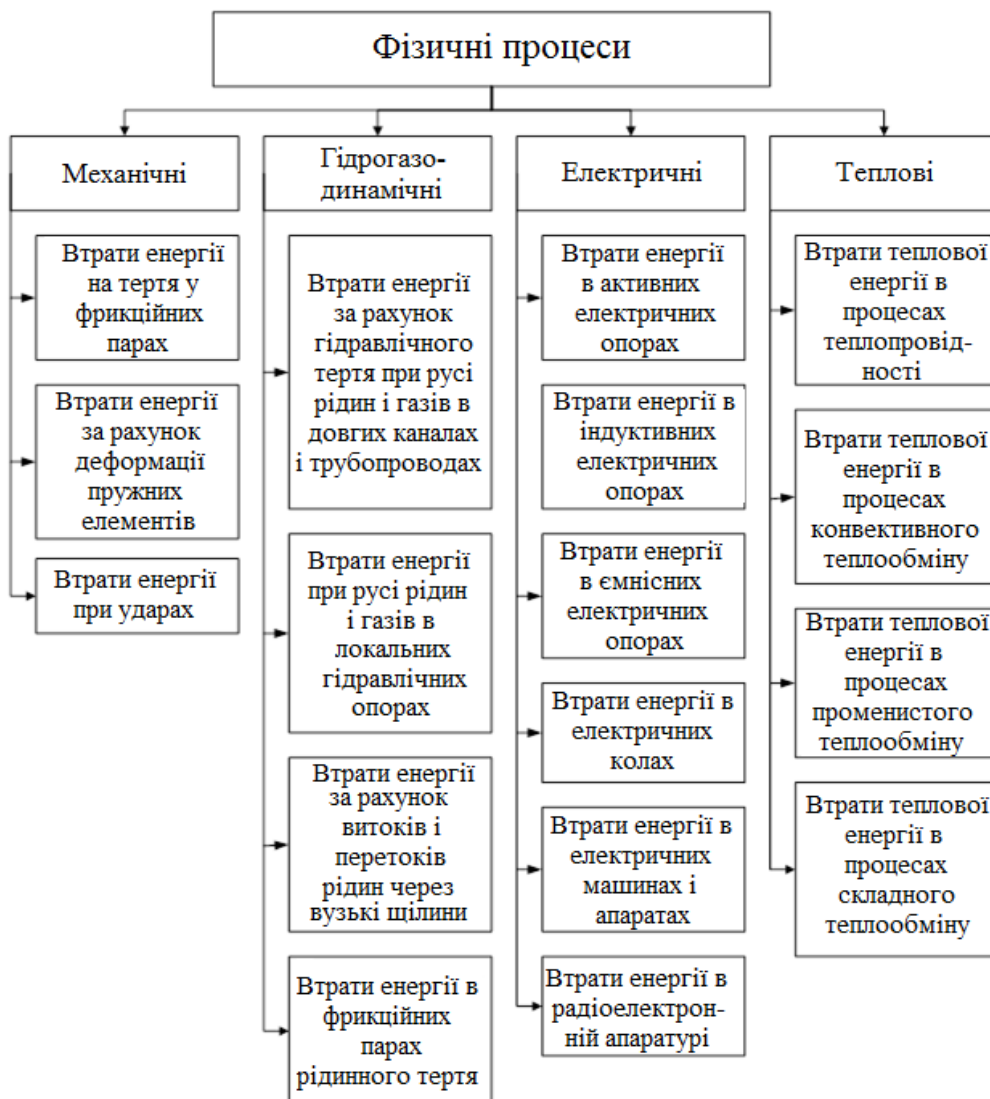 Фізичні процеси
Механічні
Втрати енергії
на тертя у
фрикційних
парах
Втрати енергії
за рахунок
деформації
пружних
елементів
Втрати енергії
при ударах
Гідрогазо-
динамічні
Втрати енергії
за рахунок
гідравлічного
тертя при русі
рідин і газів в
довгих каналах
і трубопроводах
Втрати енергії
при русі рідин
і газів в
локальних
гідравлічних
опорах
Втрати енергії
за рахунок
витоків і
перетоків
рідин через
вузькі щілини
Втрати енергії в
фрикційних
парах
рідинного тертя
Електричні
Втрати енергії
в активних
електричних
опорах
Втрати енергії в
індуктивних
електричних
опорах
Втрати енергії
в ємнісних
електричних
опорах
Втрати енергії в
електричних
колах
Втрати енергії в
електричних
машинах і
апаратах
Втрати енергії в
радіоелектрон-
ній апаратурі
Теплові
Втрати теплової
енергії в
процесах
теплопровід-
ності
Втрати теплової
енергії в
процесах
конвективного
теплообміну
Втрати теплової
енергії в
процесах
променистого
теплообміну
Втрати теплової
енергії в
процесах
складного
теплообміну